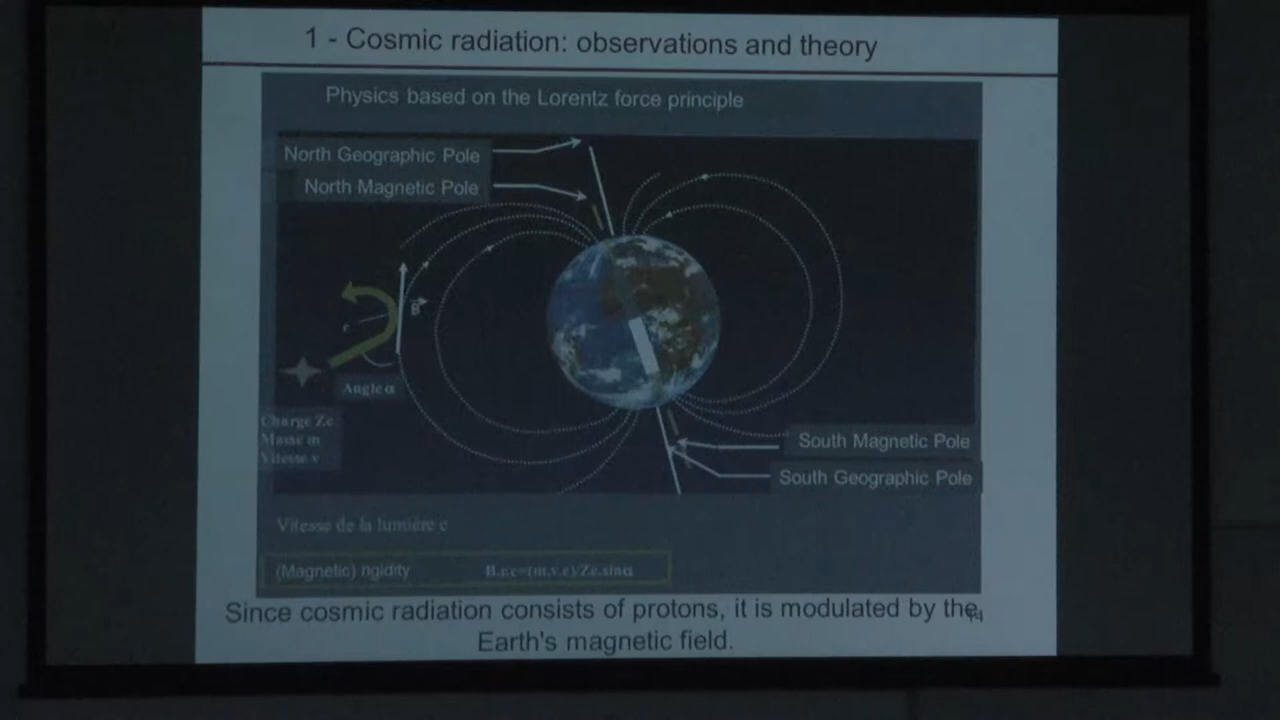 1 - Cosmic radiation: observations and theory
Physics based on the Lorentz force principle
North Geographic Pole
North Magnetic Pole
B
Angle α
Charge Ze
Masse m
Vitesse v
South Magnetic Pole
South Geographic Pole
Vitesse de la lumière c
(Magnetic) rigidity
Since cosmic radiation consists of protons, it is modulated by the
Earth's magnetic field.